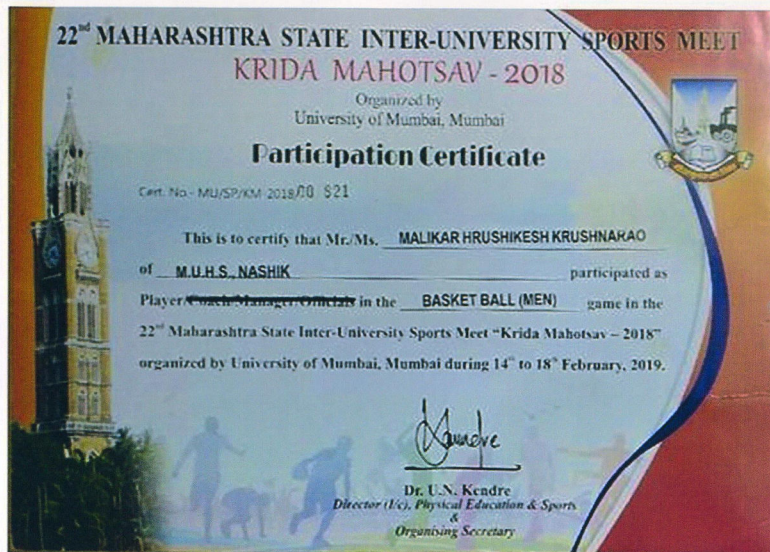 22nd MAHARASHTRA STATE INTER-UNIVERSITY SPORTS MEET
KRIDA MAHOTSAV - 2018
Organized by
University of Mumbai, Mumbai
Participation Certificate
Cert. No.- MU/SP/KM-2018/00 821
This is to certify that Mr./Ms. MALIKAR HRUSHIKESH KRUSHNARAO
of M.U.H.S., NASHIK participated as
Player/Coach/Manager/Officials in the BASKET BALL (MEN) game in the
22nd Maharashtra State Inter-University Sports Meet “Krida Mahotsav – 2018”
organized by University of Mumbai, Mumbai during 14th to 18th February, 2019.
Dr. U.N. Kendre
Director (I/c), Physical Education & Sports
&
Organising Secretary